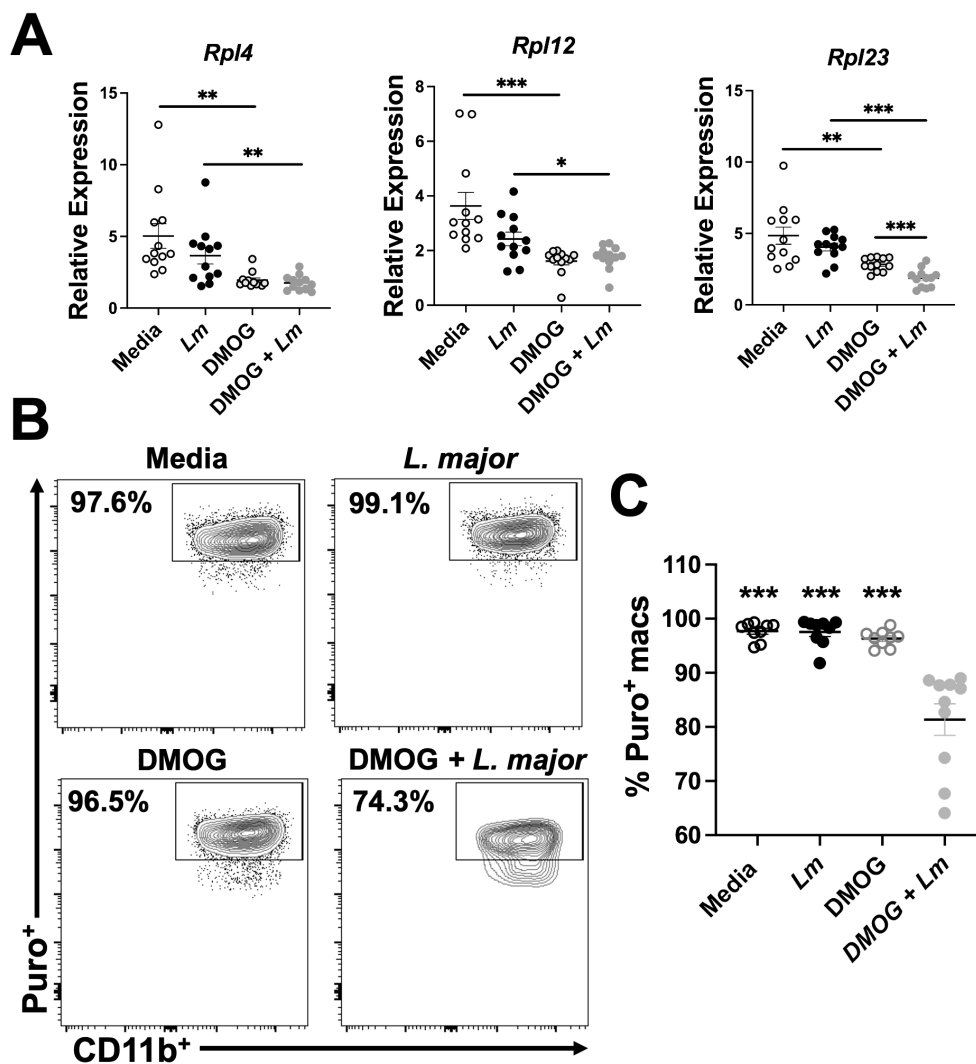 A
Rpl4
Relative Expression
15
10
5
0
**
**
Media
Lm
DMOG
DMOG + Lm
Rpl12
Relative Expression
8
6
4
2
0
***
*
Media
Lm
DMOG
DMOG + Lm
Rpl23
Relative Expression
15
10
5
0
***
**
***
Media
Lm
DMOG
DMOG + Lm
B
Media
97.6%
L. major
99.1%
DMOG
96.5%
DMOG + L. major
74.3%
Puro+
CD11b+
C
% Puro+ macs
110
100
90
80
70
60
*** *** ***
Media
Lm
DMOG
DMOG + Lm